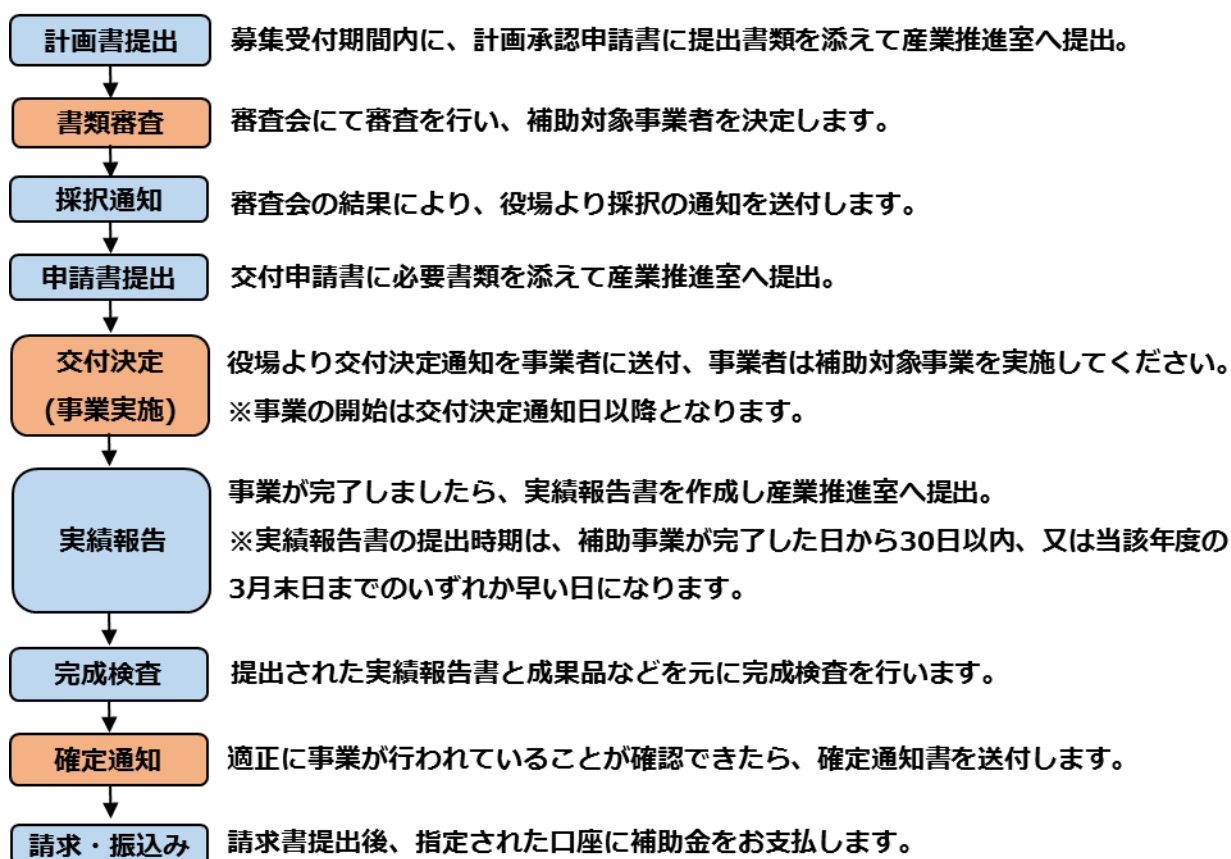 計画書提出 募集受付期間内に、計画承認申請書に提出書類を添えて産業推進室へ提出。
書類審査 審査会にて審査を行い、補助対象事業者を決定します。
採択通知 審査会の結果により、役場より採択の通知を送付します。
申請書提出 交付申請書に必要書類を添えて産業推進室へ提出。
交付決定 役場より交付決定通知を事業者に送付、事業者は補助対象事業を実施してください。
(事業実施) ※事業の開始は交付決定通知日以降となります。
事業が完了しましたら、実績報告書を作成し産業推進室へ提出。
実績報告 ※実績報告書の提出時期は、補助事業が完了した日から30日以内、又は当該年度の
3月末日までのいずれか早い日になります。
完成検査 提出された実績報告書と成果品などを元に完成検査を行います。
確定通知 適正に事業が行われていることが確認できたら、確定通知書を送付します。
請求・振込み 請求書提出後、指定された口座に補助金をお支払します。